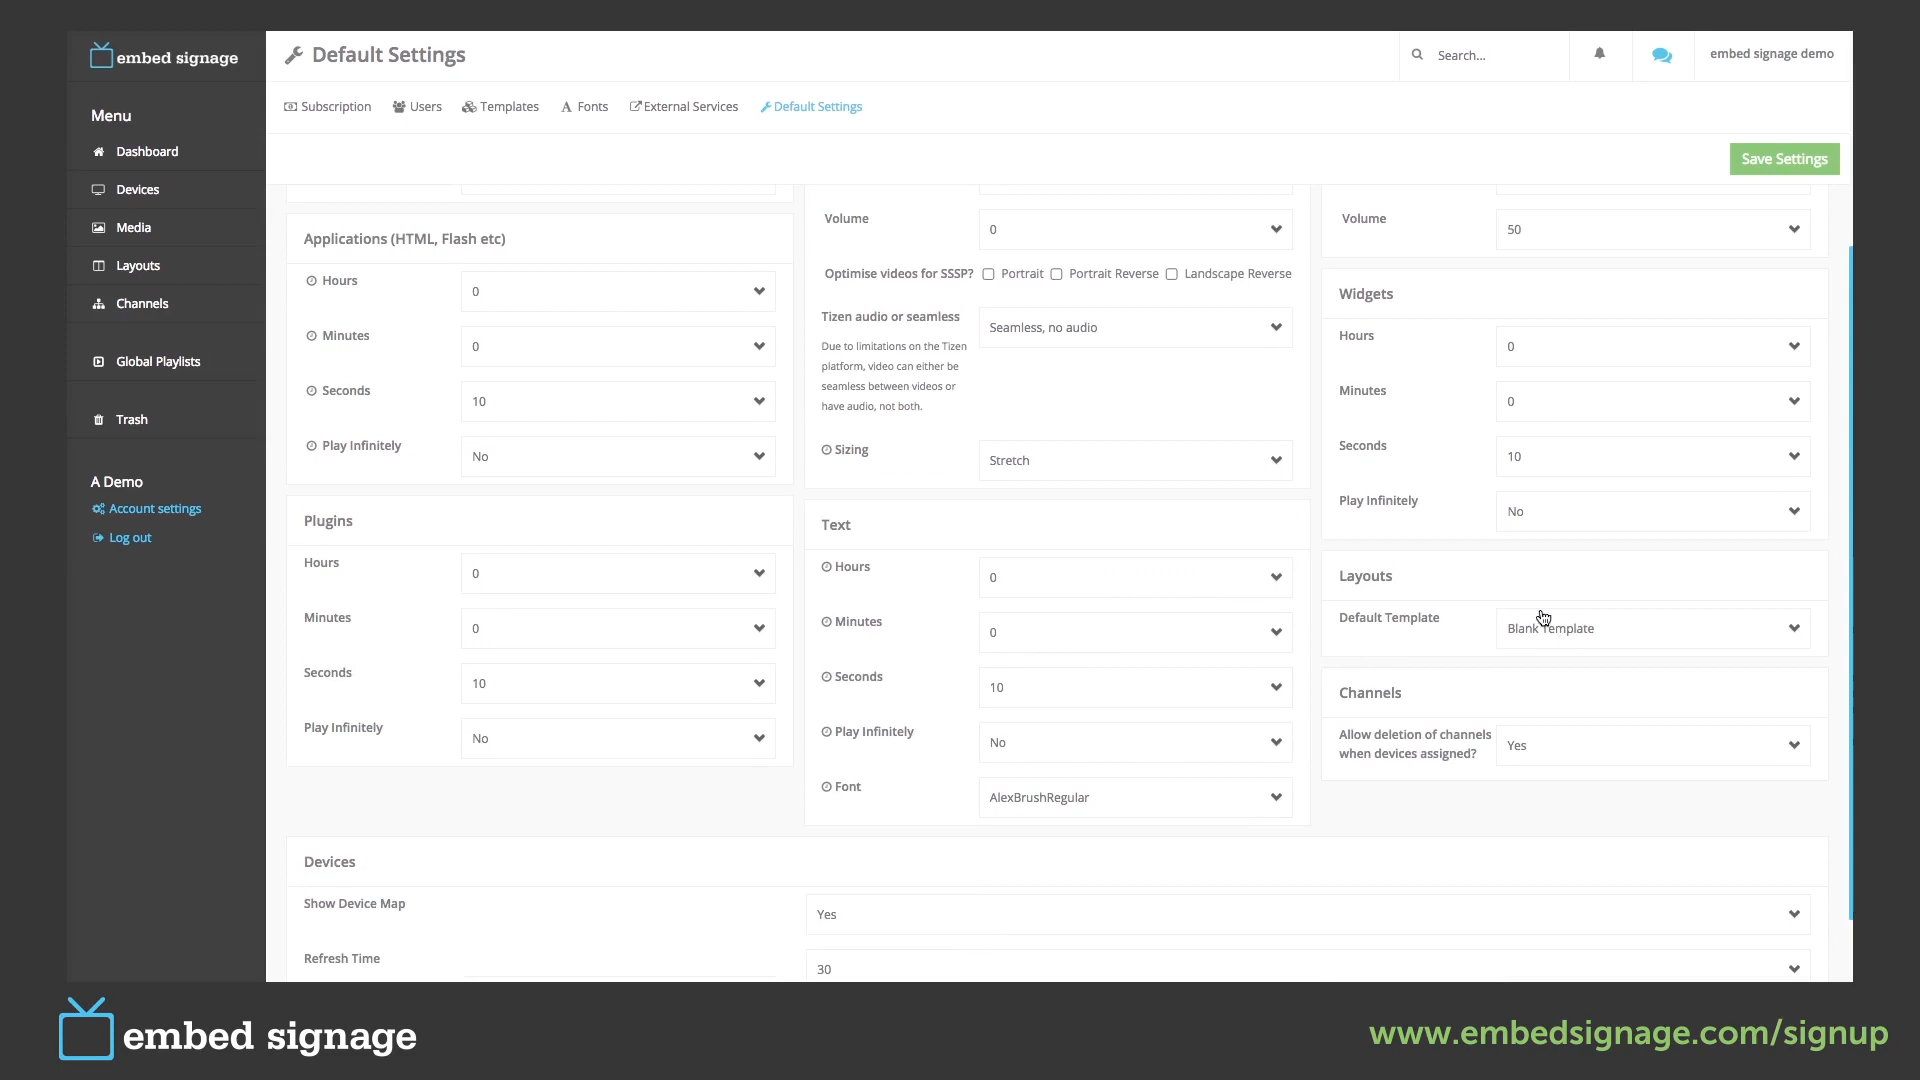 embed signage
Default Settings
Search...
embed signage demo
Menu
Dashboard
Devices
Media
Layouts
Channels
Global Playlists
Trash
A Demo
Account settings
Log out
Subscription
Users
Templates
Fonts
External Services
Default Settings
Save Settings
Applications (HTML, Flash etc)
Hours
0
Minutes
0
Seconds
10
Play Infinitely
No
Plugins
Hours
0
Minutes
0
Seconds
10
Play Infinitely
No
Volume
0
Optimise videos for SSSP?
Portrait
Portrait Reverse
Landscape Reverse
Tizen audio or seamless
Seamless, no audio
Due to limitations on the Tizen
platform, video can either be
seamless between videos or
have audio, not both.
Sizing
Stretch
Text
Hours
0
Minutes
0
Seconds
10
Play Infinitely
No
Font
AlexBrushRegular
Volume
50
Widgets
Hours
0
Minutes
0
Seconds
10
Play Infinitely
No
Layouts
Default Template
Blank Template
Channels
Allow deletion of channels
when devices assigned?
Yes
Devices
Show Device Map
Yes
Refresh Time
30
embed signage
www.embedsignage.com/signup